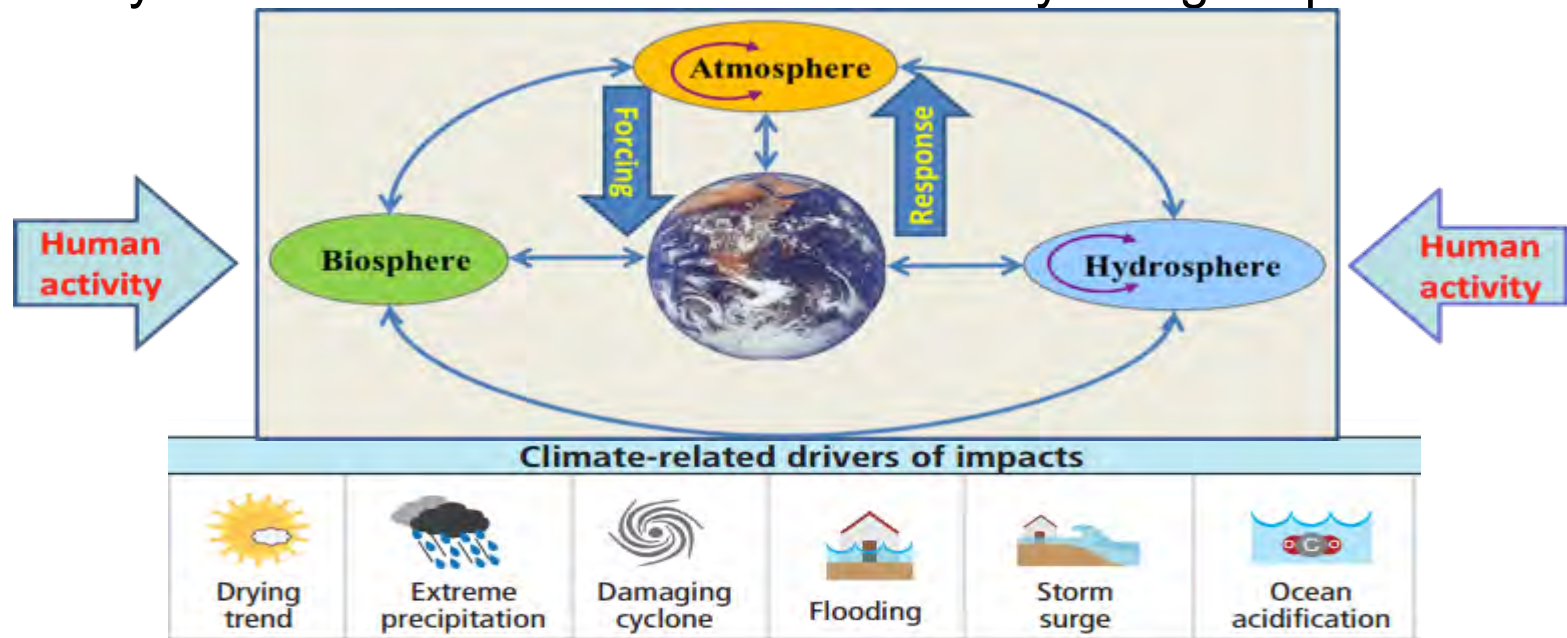 Atmosphere
Forcing
Response
Human
activity
Biosphere
Hydrosphere
Human
activity
Climate-related drivers of impacts
Drying
trend
Extreme
precipitation
Damaging
cyclone
Flooding
Storm
surge
Ocean
acidification
O C O